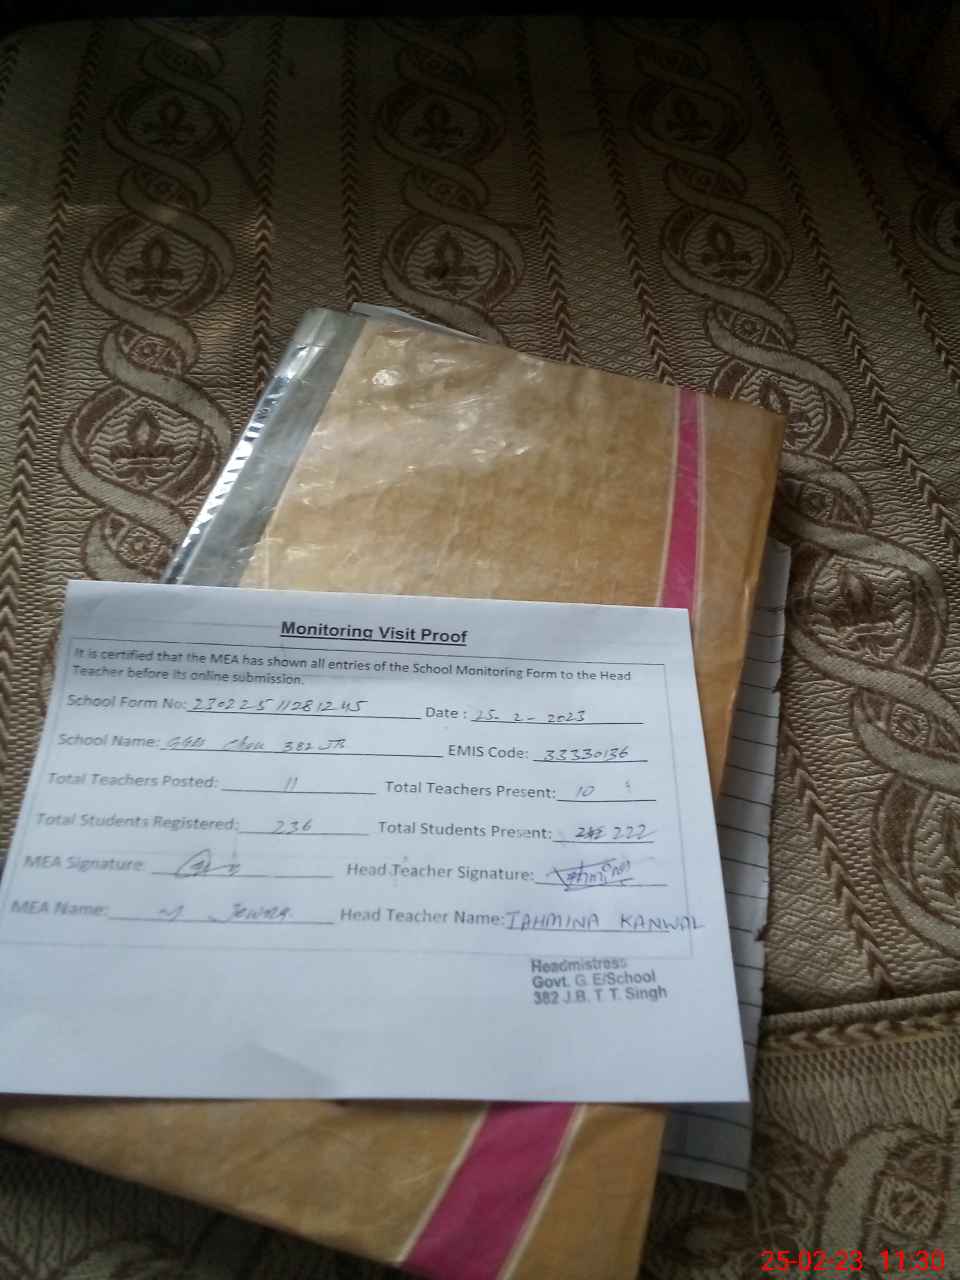 Monitoring Visit Proof
It is certified that the MEA has shown all entries of the School Monitoring Form to the Head
Teacher before its online submission.
School Form No: 23022511281245 Date : 25-2-2023
School Name: GGES Chak 382 JB EMIS Code: 33330136
Total Teachers Posted: 11 Total Teachers Present: 10
Total Students Registered: 236 Total Students Present: 222
MEA Signature Head Teacher Signature:
MEA Name: Head Teacher Name: TAHMINA KANWAL
Headmistress
Govt. G. E/School
382 J.B. T. T. Singh
25-02-23 11:30